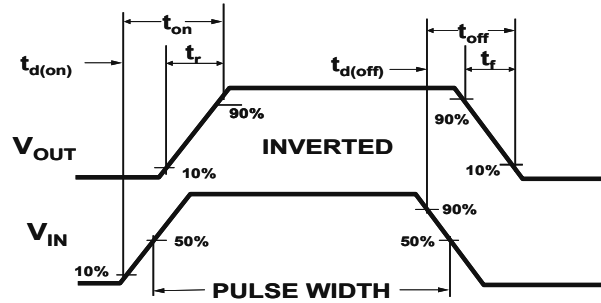 t_on
t_off
t_r
t_f
t_d(on)
t_d(off)
90%
90%
V_OUT
INVERTED
10%
10%
90%
V_IN
50%
50%
10%
PULSE WIDTH